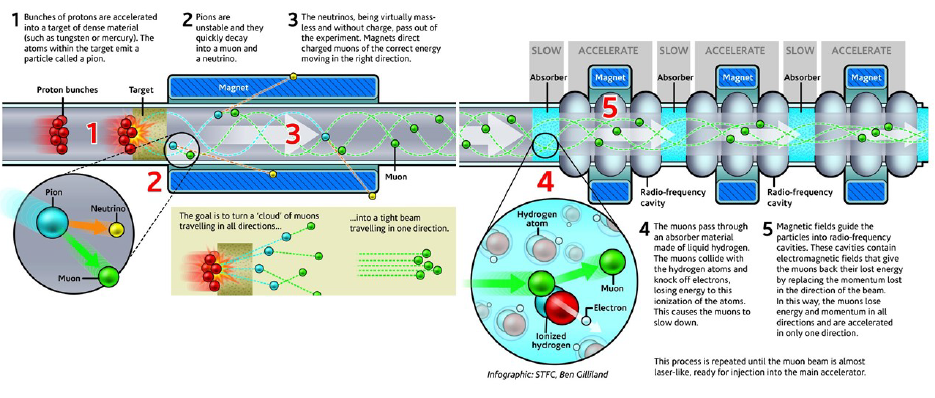 1 Bunches of protons are accelerated
into a target of dense material
(such as tungsten or mercury). The
atoms within the target emit a
particle called a pion.
2 Pions are
unstable and they
quickly decay
into a muon and
a neutrino.
3 The neutrinos, being virtually mass-
less and without charge, pass out of
the experiment. Magnets direct
charged muons of the correct energy
moving in the right direction.
SLOW
ACCELERATE
SLOW
ACCELERATE
SLOW
ACCELERATE
Absorber
Magnet
Absorber
Magnet
Absorber
Magnet
Proton bunches
Target
Magnet
1
3
5
2
Muon
4
Radio-frequency
cavity
Radio-frequency
cavity
Pion
Neutrino
Muon
The goal is to turn a 'cloud' of muons
travelling in all directions...
...into a tight beam
travelling in one direction.
Hydrogen
atom
Muon
Electron
Ionized
hydrogen
Infographic: STFC, Ben Gilliland
4 The muons pass through
an absorber material
made of liquid hydrogen.
The muons collide with
the hydrogen atoms and
knock off electrons,
losing energy to this
ionization of the atoms.
This causes the muons to
slow down.
5 Magnetic fields guide the
particles into radio-frequency
cavities. These cavities contain
electromagnetic fields that give
the muons back their lost energy
by replacing the momentum lost
in the direction of the beam.
In this way, the muons lose
energy and momentum in all
directions and are accelerated
in only one direction.
This process is repeated until the muon beam is almost
laser-like, ready for injection into the main accelerator.